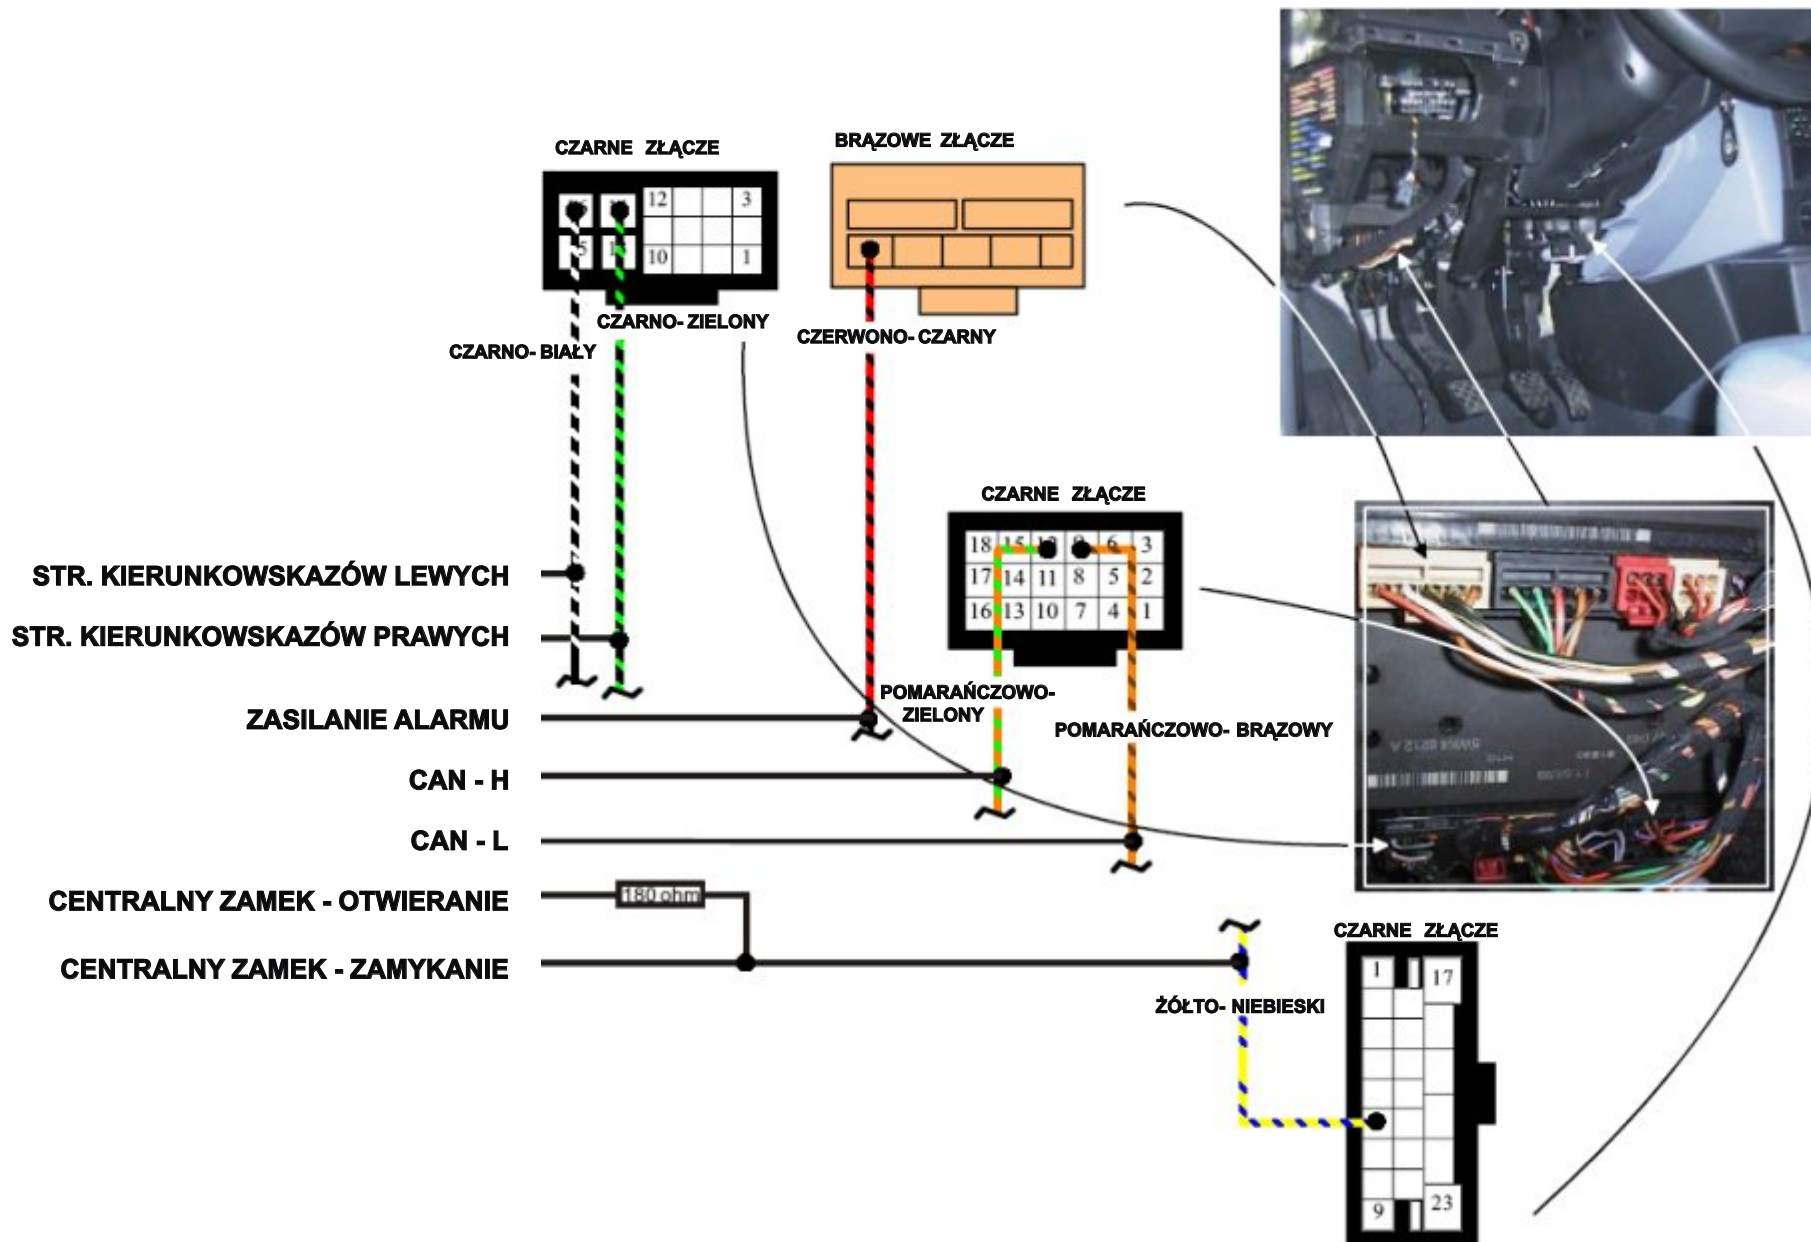 CZARNE ZŁĄCZE
BRĄZOWE ZŁĄCZE
12
3
10
1
CZARNO- ZIELONY
CZARNO- BIAŁY
CZERWONO- CZARNY
CZARNE ZŁĄCZE
18 15 6 3
17 14 11 8 5 2
16 13 10 7 4 1
STR. KIERUNKOWSKAZÓW LEWYCH
STR. KIERUNKOWSKAZÓW PRAWYCH
ZASILANIE ALARMU
POMARAŃCZOWO-
ZIELONY
POMARAŃCZOWO- BRĄZOWY
CAN - H
CAN - L
CENTRALNY ZAMEK - OTWIERANIE
180 ohm
CENTRALNY ZAMEK - ZAMYKANIE
CZARNE ZŁĄCZE
1
17
ŻÓŁTO- NIEBIESKI
9
23